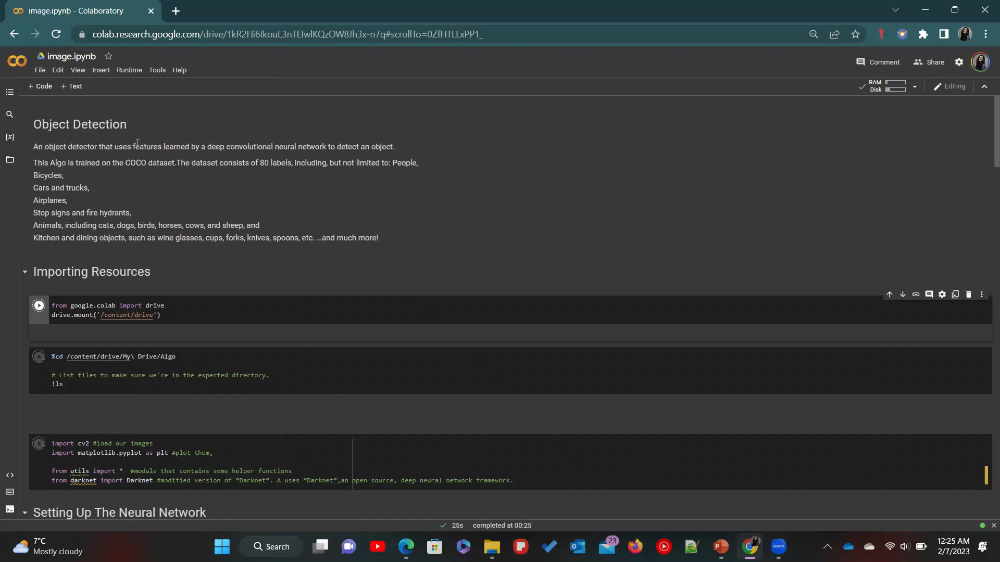 image.ipynb - Colaboratory
colab.research.google.com/drive/1kR2Hi6IkouL3nTEIwlKQzOW8Jh3x-n7q#scrollTo=0ZfHTLLxPP1_
image.ipynb
File Edit View Insert Runtime Tools Help
Comment Share
+ Code + Text
RAM
Disk
Editing
Object Detection
An object detector that uses features learned by a deep convolutional neural network to detect an object.
This Algo is trained on the COCO dataset.The dataset consists of 80 labels, including, but not limited to: People,
Bicycles,
Cars and trucks,
Airplanes,
Stop signs and fire hydrants,
Animals, including cats, dogs, birds, horses, cows, and sheep, and
Kitchen and dining objects, such as wine glasses, cups, forks, knives, spoons, etc. …and much more!
Importing Resources
from google.colab import drive
drive.mount('/content/drive')
%cd /content/drive/My\ Drive/Algo
# List files to make sure we're in the expected directory.
!ls
import cv2 #load our images
import matplotlib.pyplot as plt #plot them,
from utils import * #module that contains some helper functions
from darknet import Darknet #modified version of *Darknet*. A uses *Darknet*,an open source, deep neural network framework.
Setting Up The Neural Network
25s completed at 00:25
7°C
Mostly cloudy
Search
23
zoom
12:25 AM
2/7/2023